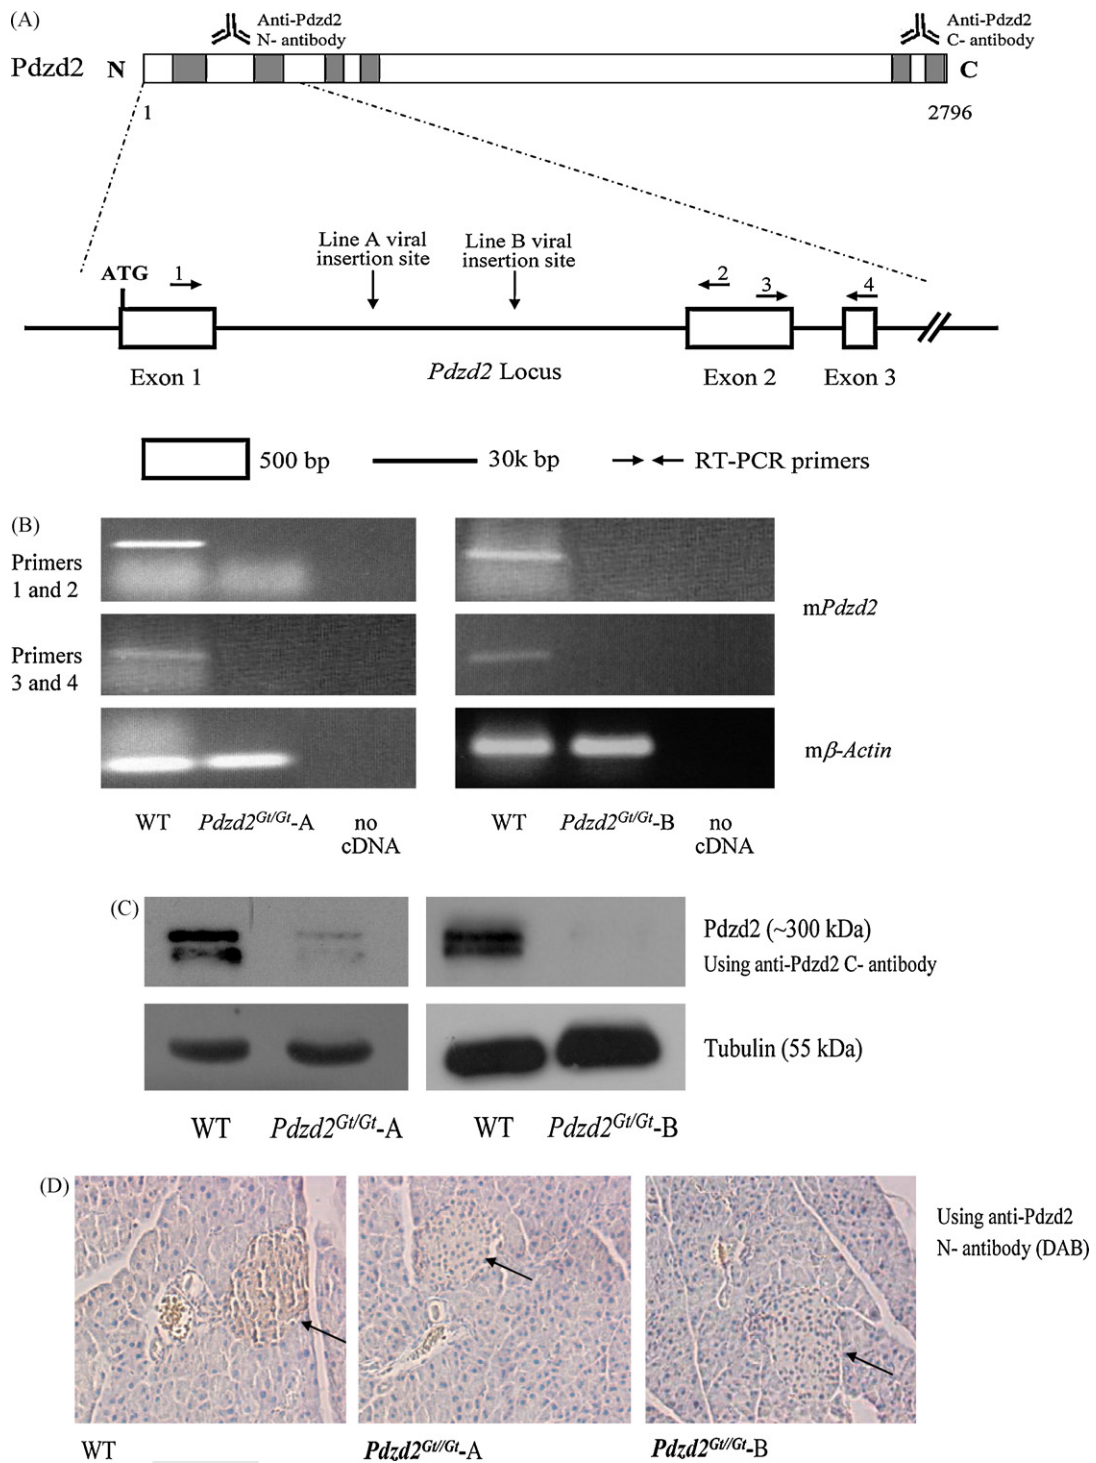 (A)
Anti-Pdzd2
N- antibody
Anti-Pdzd2
C- antibody
Pdzd2 N C
1 2796
Line A viral
insertion site
Line B viral
insertion site
ATG 1 2 3 4
Exon 1 Pdzd2 Locus Exon 2 Exon 3
500 bp 30k bp RT-PCR primers
(B)
Primers
1 and 2
mPdzd2
Primers
3 and 4
mβ-Actin
WT Pdzd2Gt/Gt-A no
cDNA
WT Pdzd2Gt/Gt-B no
cDNA
(C)
Pdzd2 (~300 kDa)
Using anti-Pdzd2 C- antibody
Tubulin (55 kDa)
WT Pdzd2Gt/Gt-A WT Pdzd2Gt/Gt-B
(D)
Using anti-Pdzd2
N- antibody (DAB)
WT Pdzd2Gt//Gt-A Pdzd2Gt//Gt-B